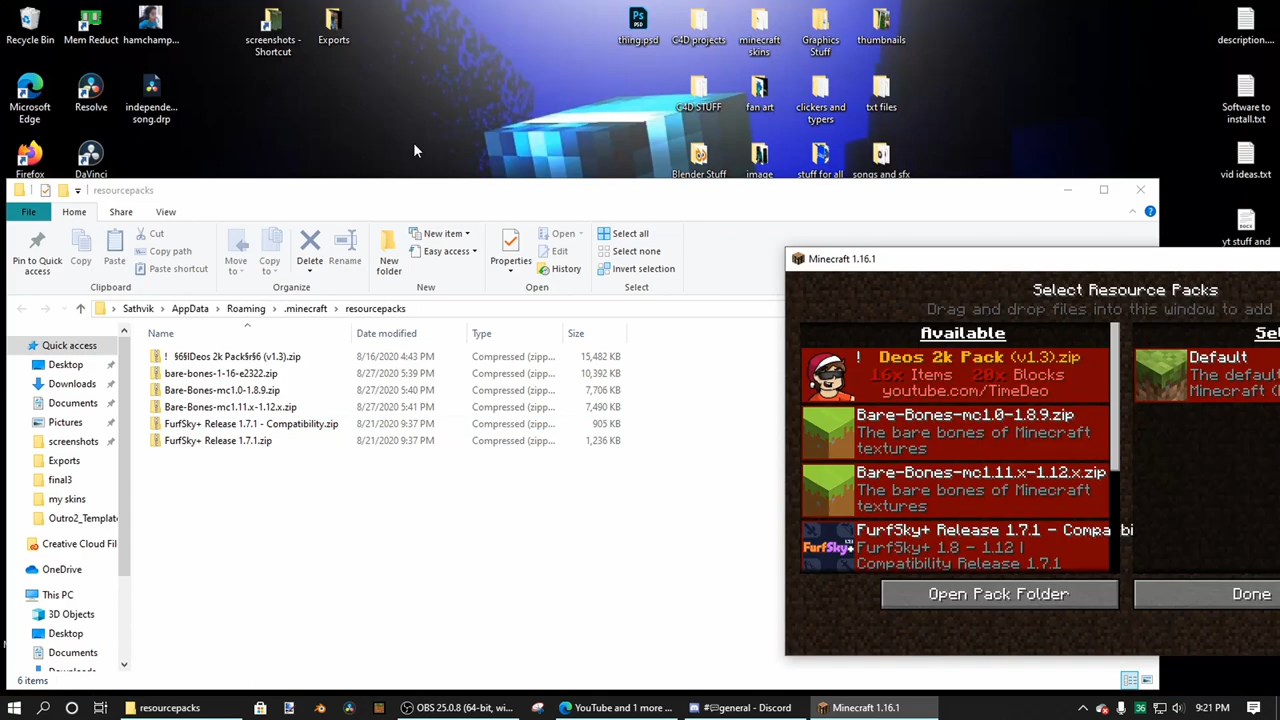 Recycle Bin
Mem Reduct
hamchamp...
screenshots - Shortcut
Exports
thing.psd
C4D projects
minecraft skins
Graphics Stuff
thumbnails
description....
Microsoft Edge
Resolve
independe... song.drp
C4D STUFF
fan art
clickers and typers
txt files
Software to install.txt
Firefox
DaVinci
Blender Stuff
image
stuff for all
songs and sfx
vid ideas.txt
yt stuff and
resourcepacks
File
Home
Share
View
Pin to Quick access
Copy
Paste
Cut
Copy path
Paste shortcut
Clipboard
Move to
Copy to
Delete
Rename
Organize
New folder
New item
Easy access
New
Properties
Open
Edit
History
Open
Select all
Select none
Invert selection
Select
Sathvik > AppData > Roaming > .minecraft > resourcepacks
Name
Date modified
Type
Size
! §6§lDeos 2k Pack§r§6 (v1.3).zip 8/16/2020 4:43 PM Compressed (zipp... 15,482 KB
bare-bones-1-16-e2322.zip 8/27/2020 5:39 PM Compressed (zipp... 10,392 KB
Bare-Bones-mc1.0-1.8.9.zip 8/27/2020 5:40 PM Compressed (zipp... 7,706 KB
Bare-Bones-mc1.11.x-1.12.x.zip 8/27/2020 5:41 PM Compressed (zipp... 7,490 KB
FurfSky+ Release 1.7.1 - Compatibility.zip 8/21/2020 9:37 PM Compressed (zipp... 905 KB
FurfSky+ Release 1.7.1.zip 8/21/2020 9:37 PM Compressed (zipp... 1,236 KB
Quick access
Desktop
Downloads
Documents
Pictures
screenshots
Exports
final3
my skins
Outro2_Templat
Creative Cloud Fil
OneDrive
This PC
3D Objects
Desktop
Documents
6 items
Minecraft 1.16.1
Select Resource Packs
Drag and drop files into this window to add
Available
! Deos 2k Pack (v1.3).zip
16x Items 20x Blocks
youtube.com/TimeDeo
Bare-Bones-mc1.0-1.8.9.zip
The bare bones of Minecraft
textures
Bare-Bones-mc1.11.x-1.12.x.zip
The bare bones of Minecraft
textures
FurfSky+ Release 1.7.1 - Compatibi
FurfSky+ 1.8 - 1.12 |
Compatibility Release 1.7.1
FurfSky+
Sel
Default
The default
Minecraft (
Open Pack Folder
Done
resourcepacks
OBS 25.0.8 (64-bit, wi...
YouTube and 1 more ...
general - Discord
Minecraft 1.16.1
36
9:21 PM